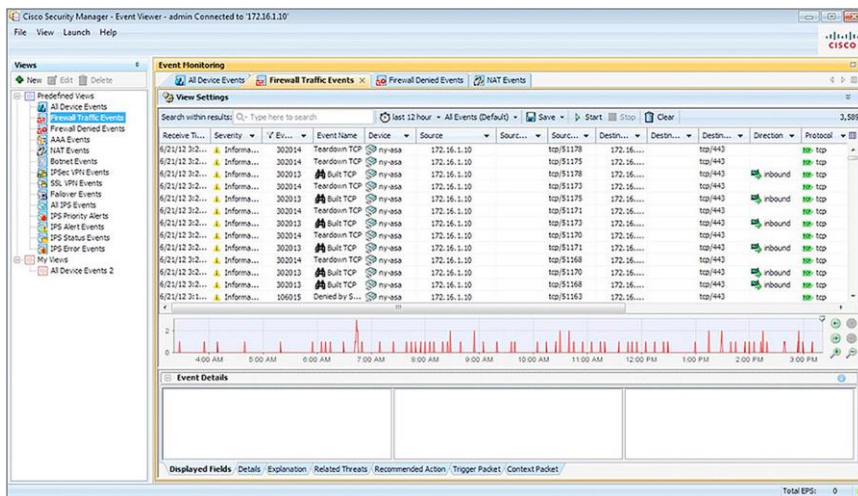 Cisco Security Manager - Event Viewer - admin Connected to '172.16.1.10'
File View Launch Help
CISCO
Views
New Edit Delete
Predefined Views
All Device Events
Firewall Traffic Events
Firewall Denied Events
AAA Events
NAT Events
Botnet Events
IPSec VPN Events
SSL VPN Events
Failover Events
All IPS Events
IPS Priority Alerts
IPS Alert Events
IPS Status Events
IPS Error Events
My Views
All Device Events 2
Event Monitoring
All Device Events Firewall Traffic Events Firewall Denied Events NAT Events
View Settings
Search within results: Type here to search last 12 hour All Events (Default) Save Start Stop Clear 3,589
Receive Ti... Severity Ev... Event Name Device Source Sourc... Sourc... Destin... Destin... Destin... Direction Protocol
6/21/12 3:2... Informa... 302014 Teardown TCP ny-asa 172.16.1.10 tcp/51178 172.16.... tcp/443 tcp
6/21/12 3:2... Informa... 302014 Teardown TCP ny-asa 172.16.1.10 tcp/51175 172.16.... tcp/443 tcp
6/21/12 3:2... Informa... 302013 Built TCP ny-asa 172.16.1.10 tcp/51178 172.16.... tcp/443 inbound tcp
6/21/12 3:2... Informa... 302014 Teardown TCP ny-asa 172.16.1.10 tcp/51173 172.16.... tcp/443 tcp
6/21/12 3:2... Informa... 302013 Built TCP ny-asa 172.16.1.10 tcp/51175 172.16.... tcp/443 inbound tcp
6/21/12 3:2... Informa... 302014 Teardown TCP ny-asa 172.16.1.10 tcp/51171 172.16.... tcp/443 tcp
6/21/12 3:2... Informa... 302013 Built TCP ny-asa 172.16.1.10 tcp/51173 172.16.... tcp/443 inbound tcp
6/21/12 3:2... Informa... 302014 Teardown TCP ny-asa 172.16.1.10 tcp/51170 172.16.... tcp/443 tcp
6/21/12 3:2... Informa... 302013 Built TCP ny-asa 172.16.1.10 tcp/51171 172.16.... tcp/443 inbound tcp
6/21/12 3:2... Informa... 302014 Teardown TCP ny-asa 172.16.1.10 tcp/51168 172.16.... tcp/443 tcp
6/21/12 3:2... Informa... 302013 Built TCP ny-asa 172.16.1.10 tcp/51170 172.16.... tcp/443 inbound tcp
6/21/12 3:2... Informa... 302013 Built TCP ny-asa 172.16.1.10 tcp/51168 172.16.... tcp/443 inbound tcp
6/21/12 3:1... Informa... 106015 Denied by S... ny-asa 172.16.1.10 tcp/51163 172.16.... tcp/443 tcp
2
0
4:00 AM 5:00 AM 6:00 AM 7:00 AM 8:00 AM 9:00 AM 10:00 AM 11:00 AM 12:00 PM 1:00 PM 2:00 PM 3:00 PM
Event Details
Displayed Fields Details Explanation Related Threats Recommended Action Trigger Packet Context Packet
Total EPS: 0